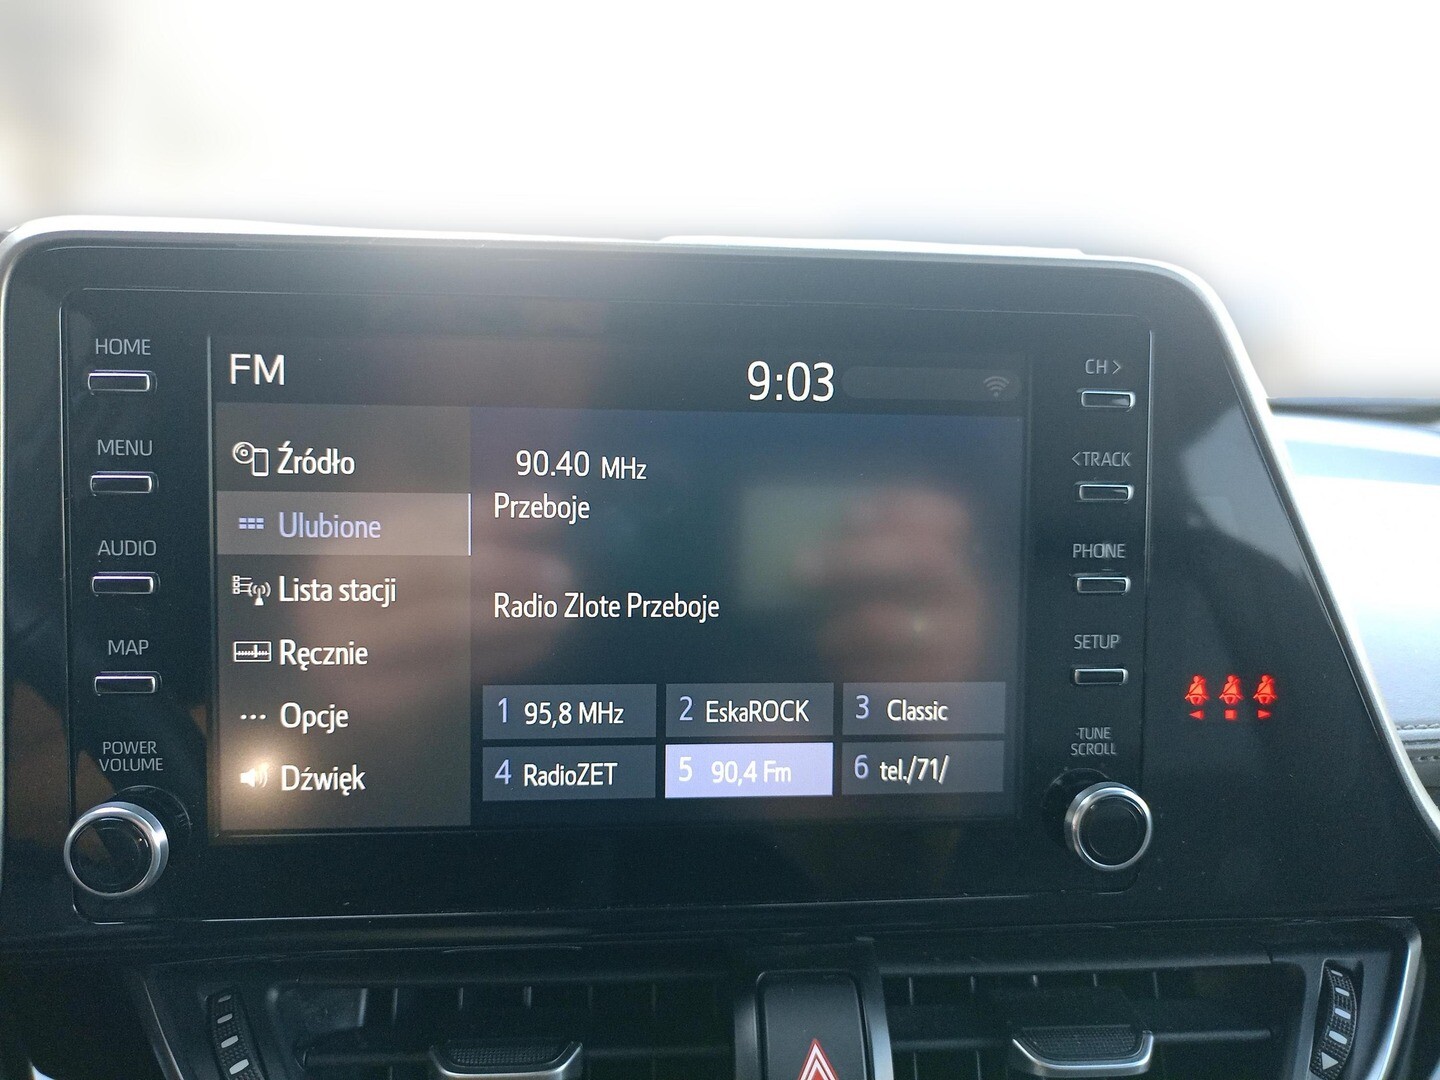 HOME
MENU
AUDIO
MAP
POWER
VOLUME
FM
9:03
Źródło
Ulubione
Lista stacji
Ręcznie
Opcje
Dźwięk
90.40 MHz
Przeboje
Radio Zlote Przeboje
1 95,8 MHz
2 EskaROCK
3 Classic
4 RadioZET
5 90,4 Fm
6 tel./71/
CH >
< TRACK
PHONE
SETUP
TUNE
SCROLL